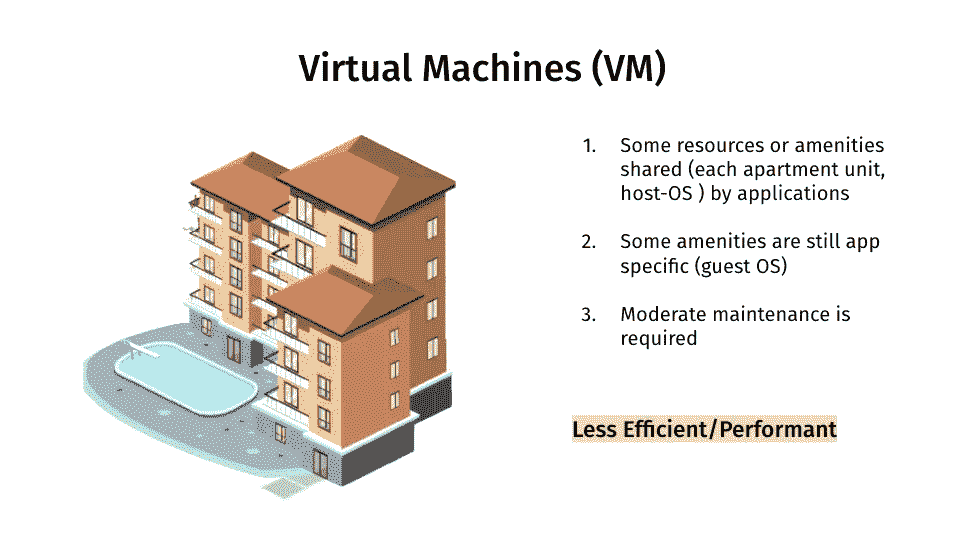 Virtual Machines (VM)
1. Some resources or amenities
shared (each apartment unit,
host-OS ) by applications
2. Some amenities are still app
specific (guest OS)
3. Moderate maintenance is
required
Less Efficient/Performant